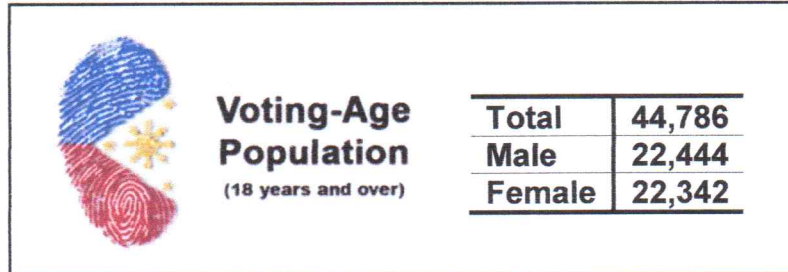 Voting-Age
Population
(18 years and over)
Total 44,786
Male 22,444
Female 22,342